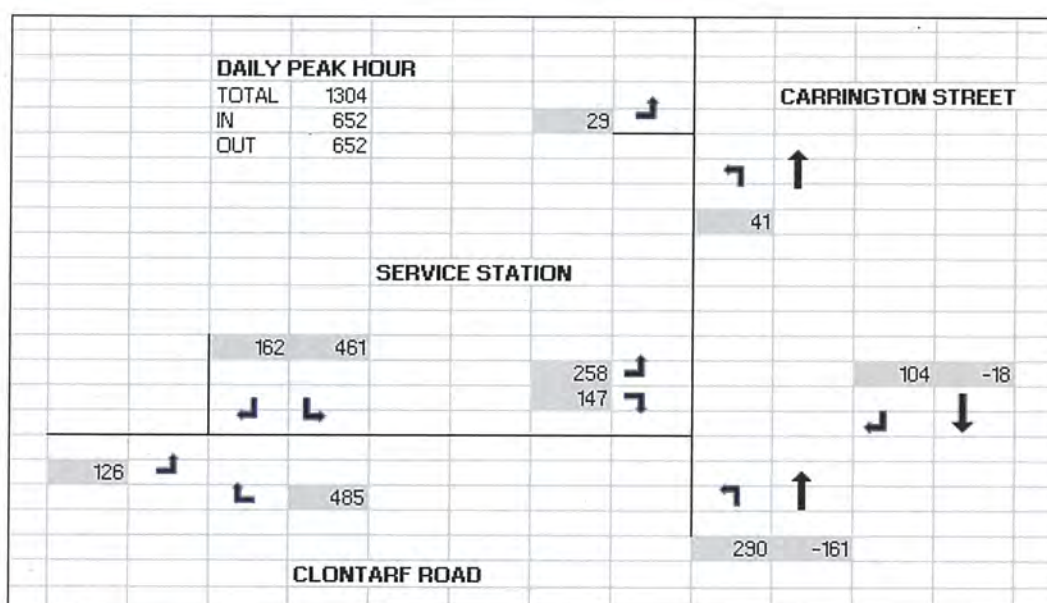 DAILY PEAK HOUR
TOTAL 1304
CARRINGTON STREET
IN 652
29
OUT 652
41
SERVICE STATION
162 461
258
104 -18
147
126
485
290 -161
CLONTARF ROAD